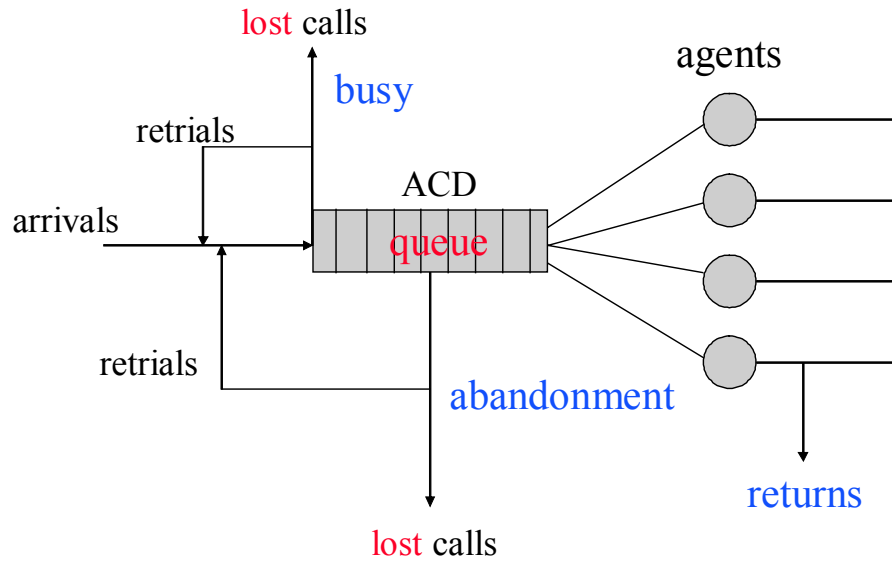 lost calls
agents
busy
retrials
ACD
arrivals
queue
retrials
abandonment
returns
lost calls